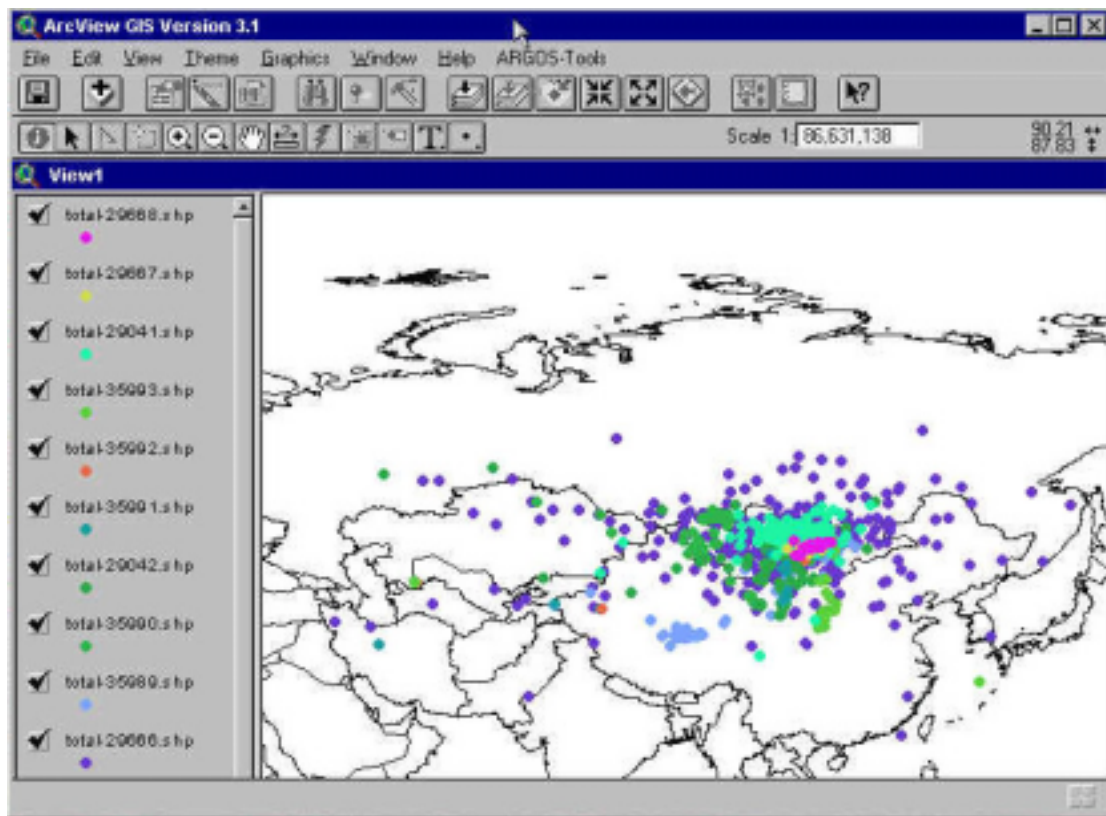 ArcView GIS Version 3.1
File Edit View Theme Graphics Window Help ARGOS-Tools
Scale 1: 86,631,138
90.21
87.83
View1
total-29668.shp
total-29667.shp
total-29041.shp
total-35993.shp
total-35992.shp
total-35991.shp
total-29042.shp
total-35990.shp
total-35989.shp
total-29666.shp